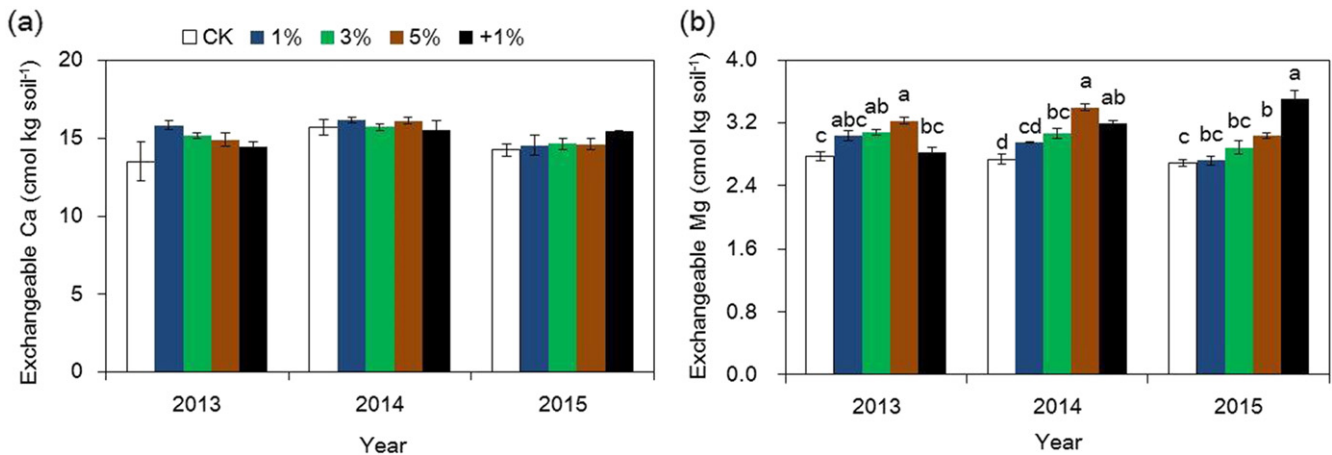 (a)
CK 1% 3% 5% +1%
Exchangeable Ca (cmol kg soil⁻¹)
20
15
10
5
0
2013 2014 2015
Year
(b)
Exchangeable Mg (cmol kg soil⁻¹)
4.0
3.2
2.4
1.6
0.8
0.0
c abc ab a bc
d cd bc a ab
c bc bc b a
2013 2014 2015
Year